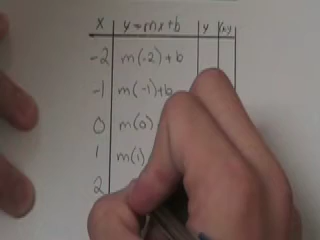 x y=mx+b y (x,y)
-2 m(-2)+b
-1 m(-1)+b
0 m(0)
1 m(1)
2